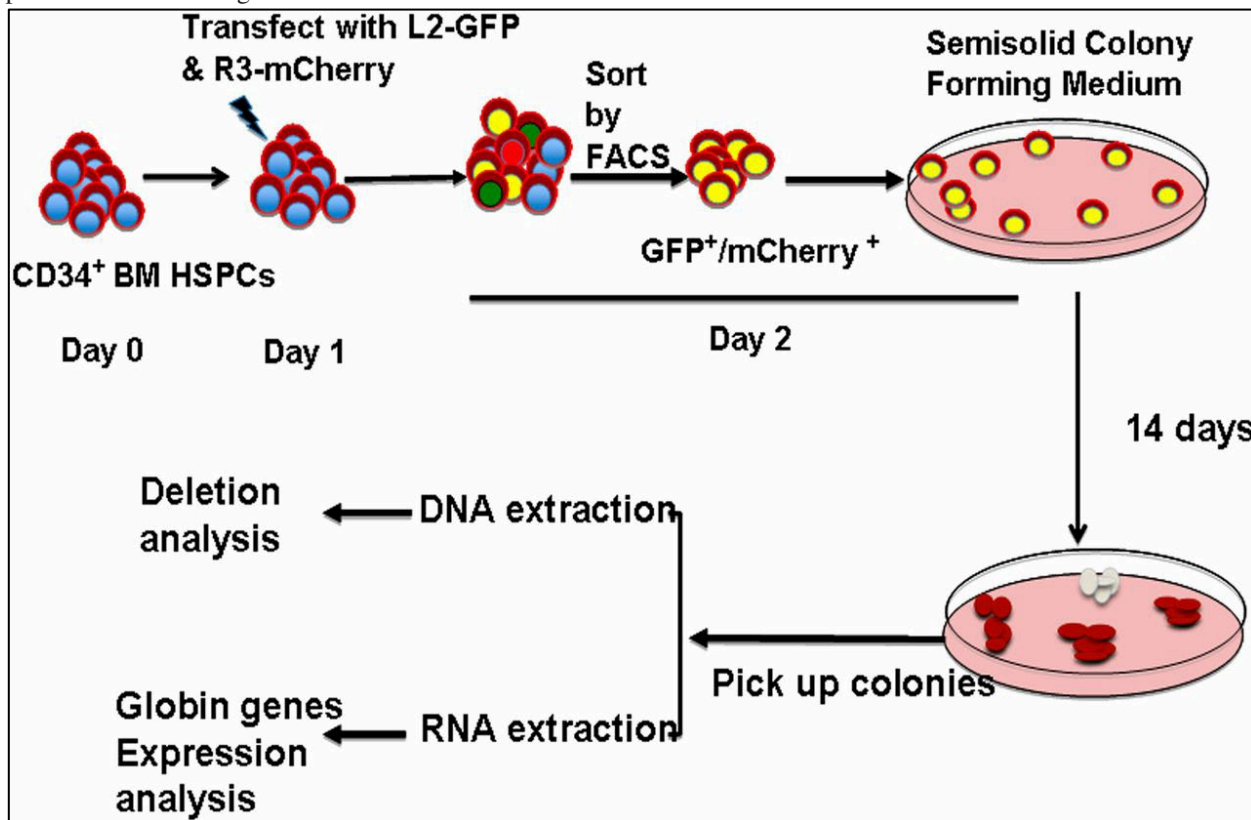 Transfect with L2-GFP
& R3-mCherry
Sort
by
FACS
Semisolid Colony
Forming Medium
CD34⁺ BM HSPCs
GFP⁺/mCherry ⁺
Day 0
Day 1
Day 2
14 days
Deletion
analysis
DNA extraction
Pick up colonies
Globin genes
Expression
analysis
RNA extraction